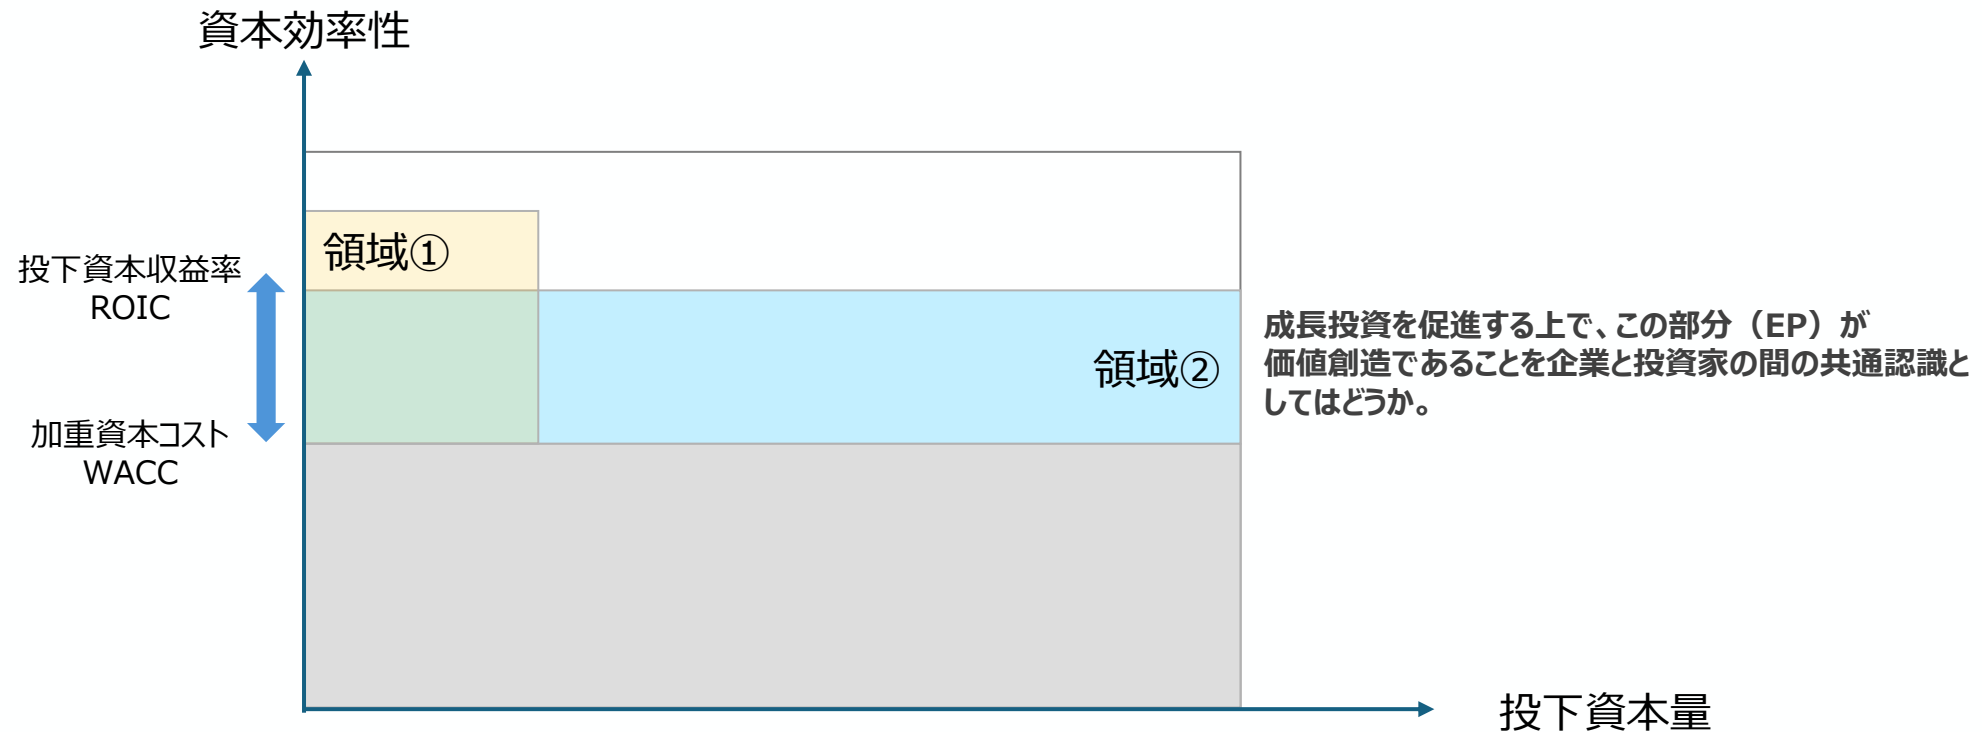 資本効率性
領域①
投下資本収益率
ROIC
領域②
成長投資を促進する上で、この部分（EP）が
価値創造であることを企業と投資家の間の共通認識と
してはどうか。
加重資本コスト
WACC
投下資本量